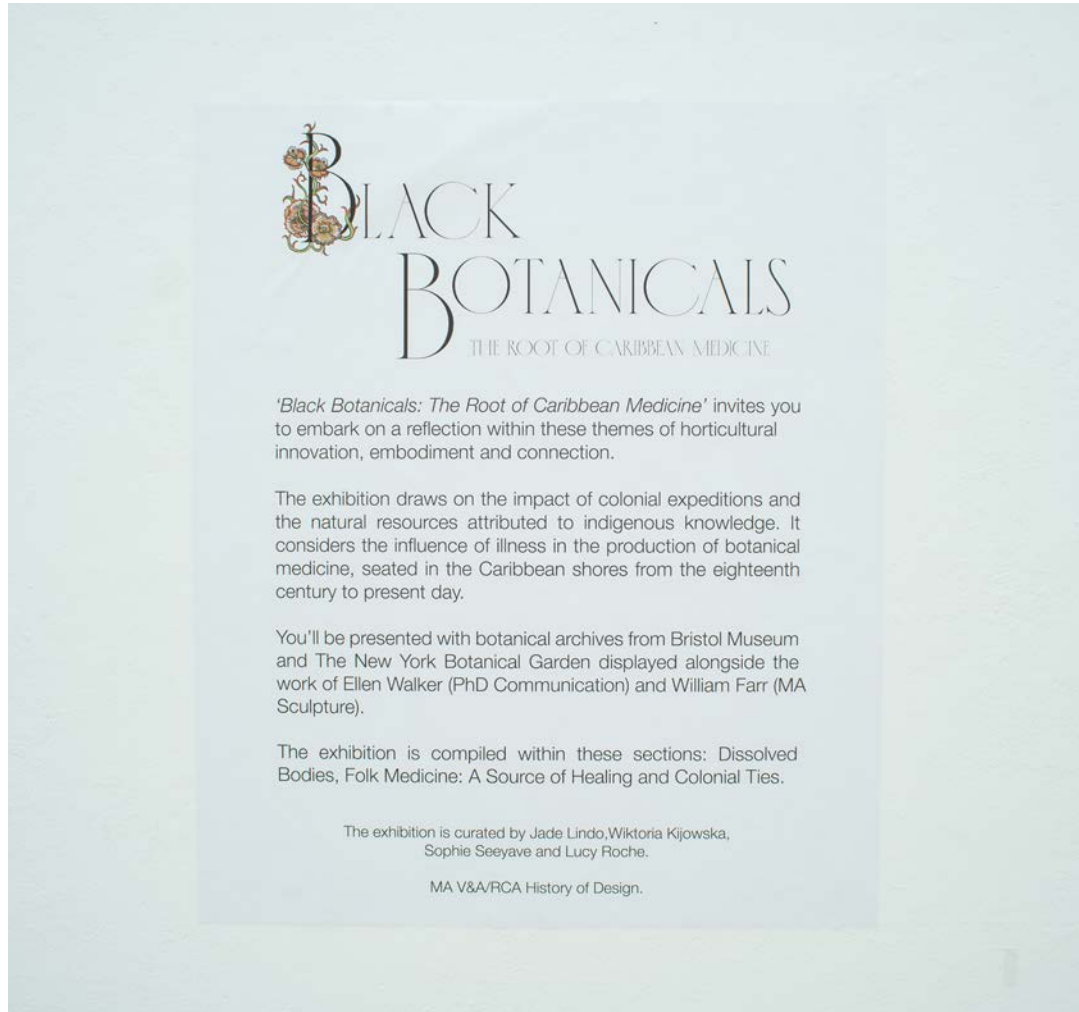 BLACK
BOTANICALS
THE ROOT OF CARIBBEAN MEDICINE
‘Black Botanicals: The Root of Caribbean Medicine’ invites you
to embark on a reflection within these themes of horticultural
innovation, embodiment and connection.
The exhibition draws on the impact of colonial expeditions and
the natural resources attributed to indigenous knowledge. It
considers the influence of illness in the production of botanical
medicine, seated in the Caribbean shores from the eighteenth
century to present day.
You’ll be presented with botanical archives from Bristol Museum
and The New York Botanical Garden displayed alongside the
work of Ellen Walker (PhD Communication) and William Farr (MA
Sculpture).
The exhibition is compiled within these sections: Dissolved
Bodies, Folk Medicine: A Source of Healing and Colonial Ties.
The exhibition is curated by Jade Lindo,Wiktoria Kijowska,
Sophie Seeyave and Lucy Roche.
MA V&A/RCA History of Design.